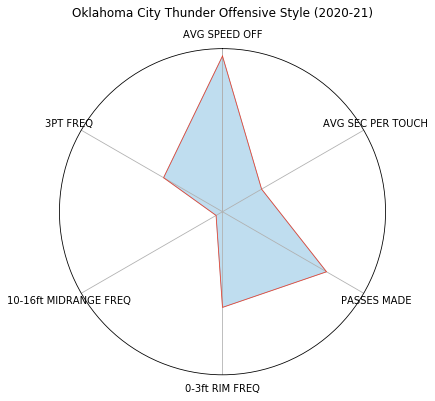 Oklahoma City Thunder Offensive Style (2020-21)
AVG SPEED OFF
3PT FREQ
AVG SEC PER TOUCH
10-16ft MIDRANGE FREQ
PASSES MADE
0-3ft RIM FREQ